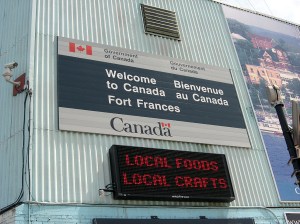 Government of Canada
Gouvernement du Canada
Welcome to Canada
Bienvenue au Canada
Fort Frances
Canada
LOCAL FOODS
LOCAL CRAFTS